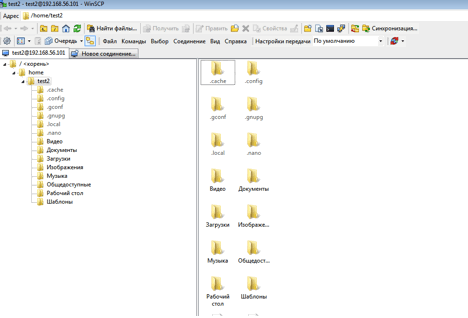 test2 - test2@192.168.56.101 - WinSCP
Адрес /home/test2
Найти файлы... Получить Править Свойства Синхронизация...
Очередь Файл Команды Выбор Соединение Вид Справка Настройки передачи По умолчанию
test2@192.168.56.101 Новое соединение...
/ <корень>
home
test2
.cache
.config
.gconf
.gnupg
.local
.nano
Видео
Документы
Загрузки
Изображения
Музыка
Общедоступные
Рабочий стол
Шаблоны
.cache .config
.gconf .gnupg
.local .nano
Видео Документы
Загрузки Изображе...
Музыка Общедост...
Рабочий стол Шаблоны